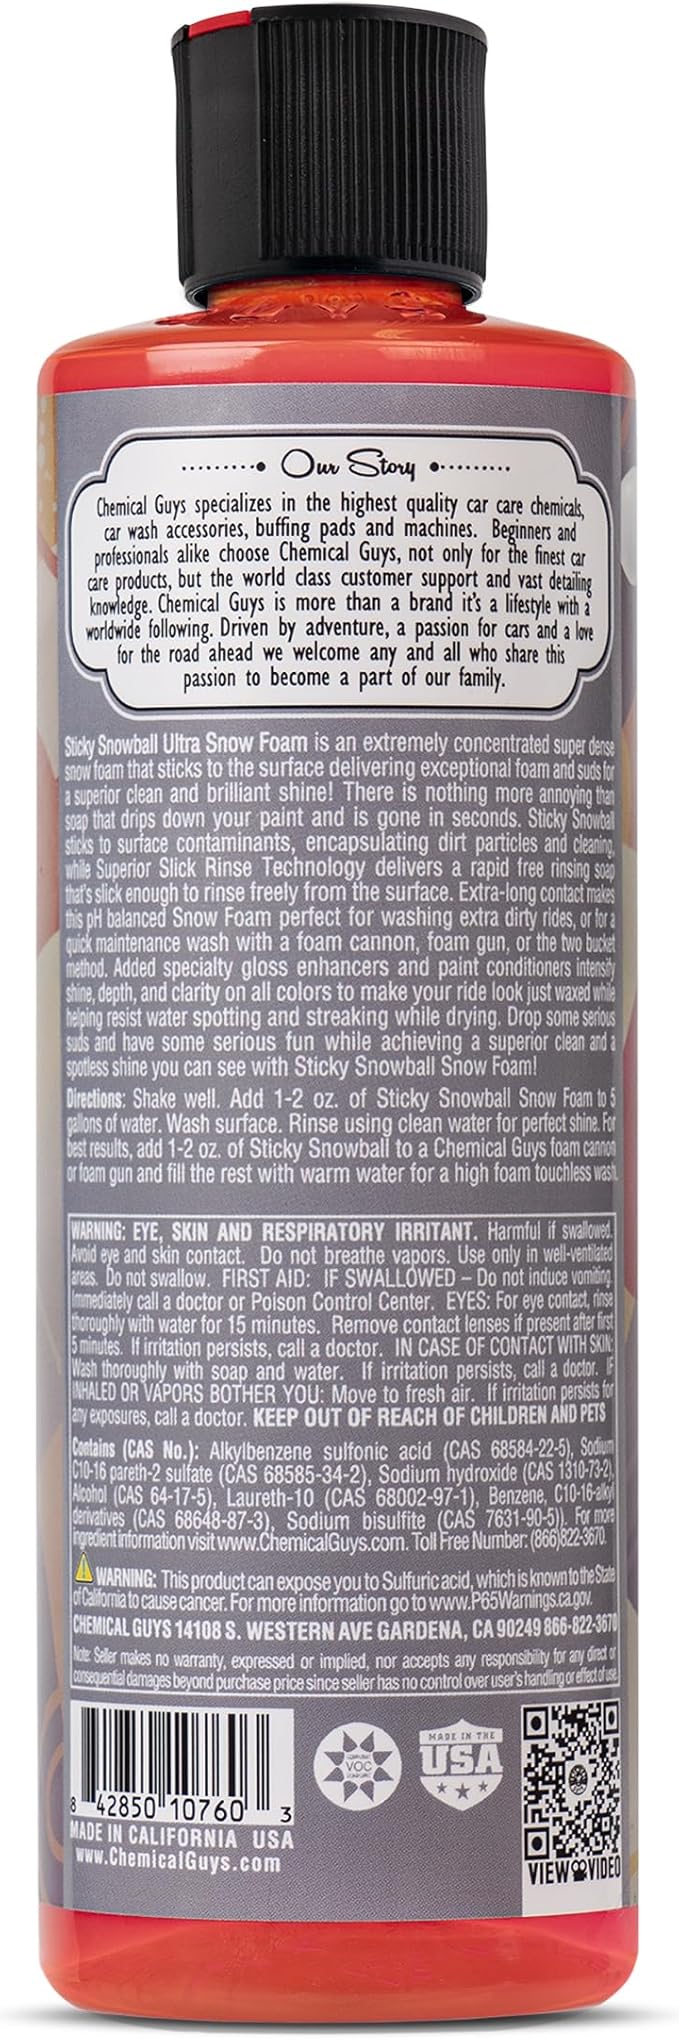 Our Story
Chemical Guys specializes in the highest quality car care chemicals,
car wash accessories, buffing pads and machines. Beginners and
professionals alike choose Chemical Guys, not only for the finest car
care products, but the world class customer support and vast detailing
knowledge. Chemical Guys is more than a brand it's a lifestyle with a
worldwide following. Driven by adventure, a passion for cars and a love
for the road ahead we welcome any and all who share this
passion to become a part of our family.
Sticky Snowball Ultra Snow Foam is an extremely concentrated super dense
snow foam that sticks to the surface delivering exceptional foam and suds for
a superior clean and brilliant shine! There is nothing more annoying than
soap that drips down your paint and is gone in seconds. Sticky Snowball
sticks to surface contaminants, encapsulating dirt particles and cleaning,
while Superior Slick Rinse Technology delivers a rapid free rinsing soap
that's slick enough to rinse freely from the surface. Extra-long contact makes
this pH balanced Snow Foam perfect for washing extra dirty rides, or for a
quick maintenance wash with a foam cannon, foam gun, or the two bucket
method. Added specialty gloss enhancers and paint conditioners intensify
shine, depth, and clarity on all colors to make your ride look just waxed while
helping resist water spotting and streaking while drying. Drop some serious
suds and have some serious fun while achieving a superior clean and a
spotless shine you can see with Sticky Snowball Snow Foam!
Directions: Shake well. Add 1-2 oz. of Sticky Snowball Snow Foam to 5
gallons of water. Wash surface. Rinse using clean water for perfect shine. For
best results, add 1-2 oz. of Sticky Snowball to a Chemical Guys foam cannon
or foam gun and fill the rest with warm water for a high foam touchless wash.
WARNING: EYE, SKIN AND RESPIRATORY IRRITANT. Harmful if swallowed.
Avoid eye and skin contact. Do not breathe vapors. Use only in well-ventilated
areas. Do not swallow. FIRST AID: IF SWALLOWED – Do not induce vomiting.
Immediately call a doctor or Poison Control Center. EYES: For eye contact, rinse
thoroughly with water for 15 minutes. Remove contact lenses if present after first
5 minutes. If irritation persists, call a doctor. IN CASE OF CONTACT WITH SKIN:
Wash thoroughly with soap and water. If irritation persists, call a doctor. IF
INHALED OR VAPORS BOTHER YOU: Move to fresh air. If irritation persists for
any exposures, call a doctor. KEEP OUT OF REACH OF CHILDREN AND PETS
Contains (CAS No.): Alkylbenzene sulfonic acid (CAS 68584-22-5), Sodium
C10-16 pareth-2 sulfate (CAS 68585-34-2), Sodium hydroxide (CAS 1310-73-2),
Alcohol (CAS 64-17-5), Laureth-10 (CAS 68002-97-1), Benzene, C10-16-alkyl
derivatives (CAS 68648-87-3), Sodium bisulfite (CAS 7631-90-5)). For more
ingredient information visit www.ChemicalGuys.com. Toll Free Number: (866)822-3670.
WARNING: This product can expose you to Sulfuric acid, which is known to the State
of California to cause cancer. For more information go to www.P65Warnings.ca.gov.
CHEMICAL GUYS 14108 S. WESTERN AVE GARDENA, CA 90249 866-822-3670
Note: Seller makes no warranty, expressed or implied, nor accepts any responsibility for any direct or
consequential damages beyond purchase price since seller has no control over user's handling or effect of use.
8 42850 10760 3
MADE IN CALIFORNIA USA
www.ChemicalGuys.com
VOC
MADE IN THE
USA
VIEW VIDEO